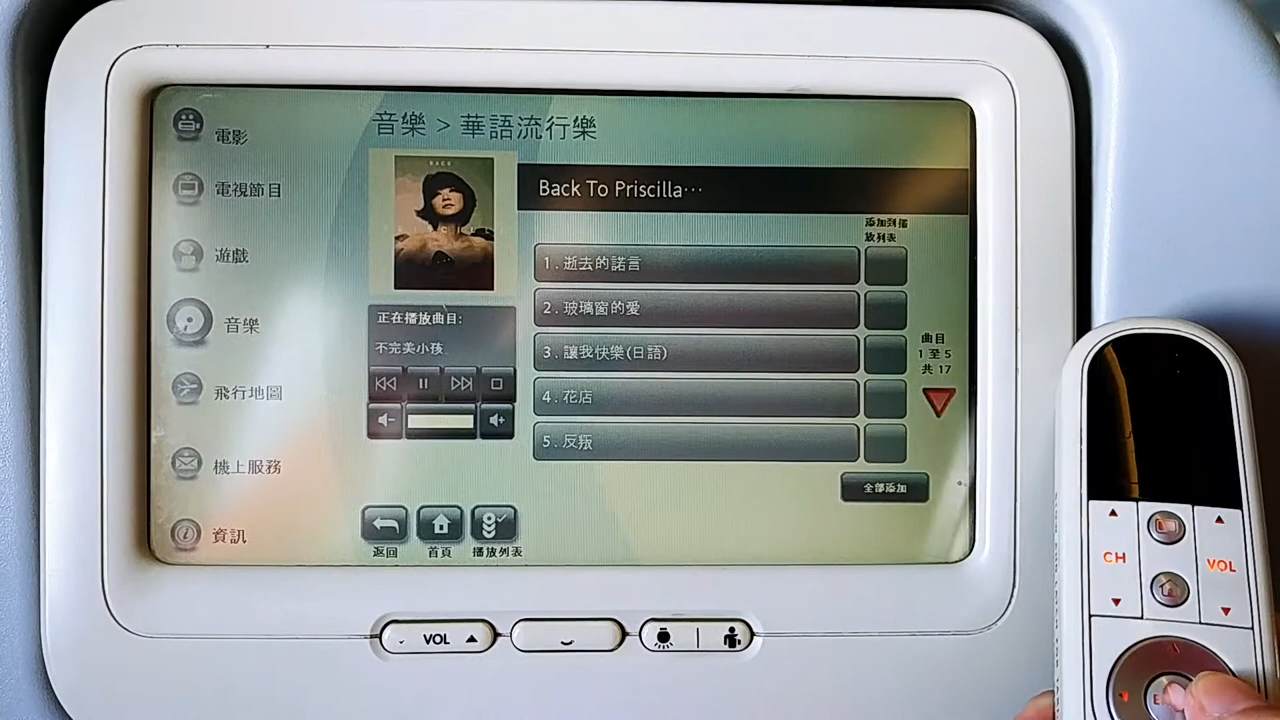 音樂 > 華語流行樂
電影
電視節目
遊戲
音樂
飛行地圖
機上服務
資訊
BACK
Back To Priscilla…
添加到播
放列表
1 . 逝去的諾言
2 . 玻璃窗的愛
3 . 讓我快樂(日語)
4 . 花店
5 . 反叛
曲目
1 至 5
共 17
全部添加
正在播放曲目:
不完美小孩
返回
首頁
播放列表
VOL
CH
VOL